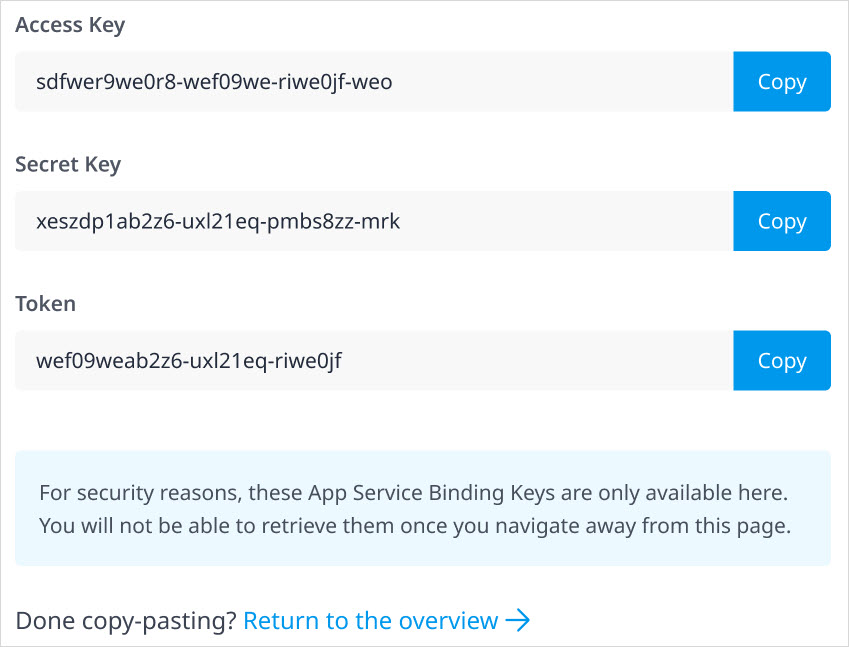 Access Key
sdfwer9we0r8-wef09we-riwe0jf-weo
Copy
Secret Key
xeszdp1ab2z6-uxl21eq-pmbs8zz-mrk
Copy
Token
wef09weab2z6-uxl21eq-riwe0jf
Copy
For security reasons, these App Service Binding Keys are only available here.
You will not be able to retrieve them once you navigate away from this page.
Done copy-pasting? Return to the overview →